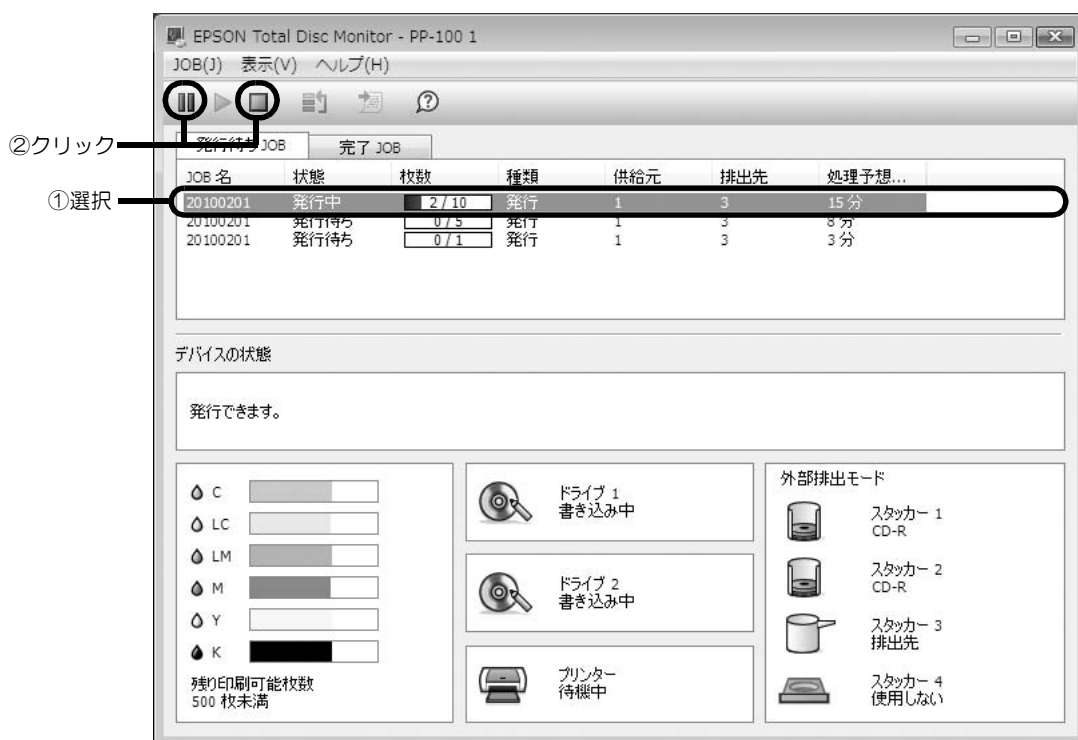 EPSON Total Disc Monitor - PP-100 1
JOB(J) 表示(V) ヘルプ(H)
②クリック
発行待ち JOB 完了 JOB
JOB 名 状態 枚数 種類 供給元 排出先 処理予想...
①選択
20100201 発行中 2 / 10 発行 1 3 15 分
20100201 発行待ち 0 / 5 発行 1 3 8 分
20100201 発行待ち 0 / 1 発行 1 3 3 分
デバイスの状態
発行できます。
C
LC
LM
M
Y
K
残り印刷可能枚数
500 枚未満
ドライブ 1
書き込み中
ドライブ 2
書き込み中
プリンター
待機中
外部排出モード
スタッカー 1
CD-R
スタッカー 2
CD-R
スタッカー 3
排出先
スタッカー 4
使用しない